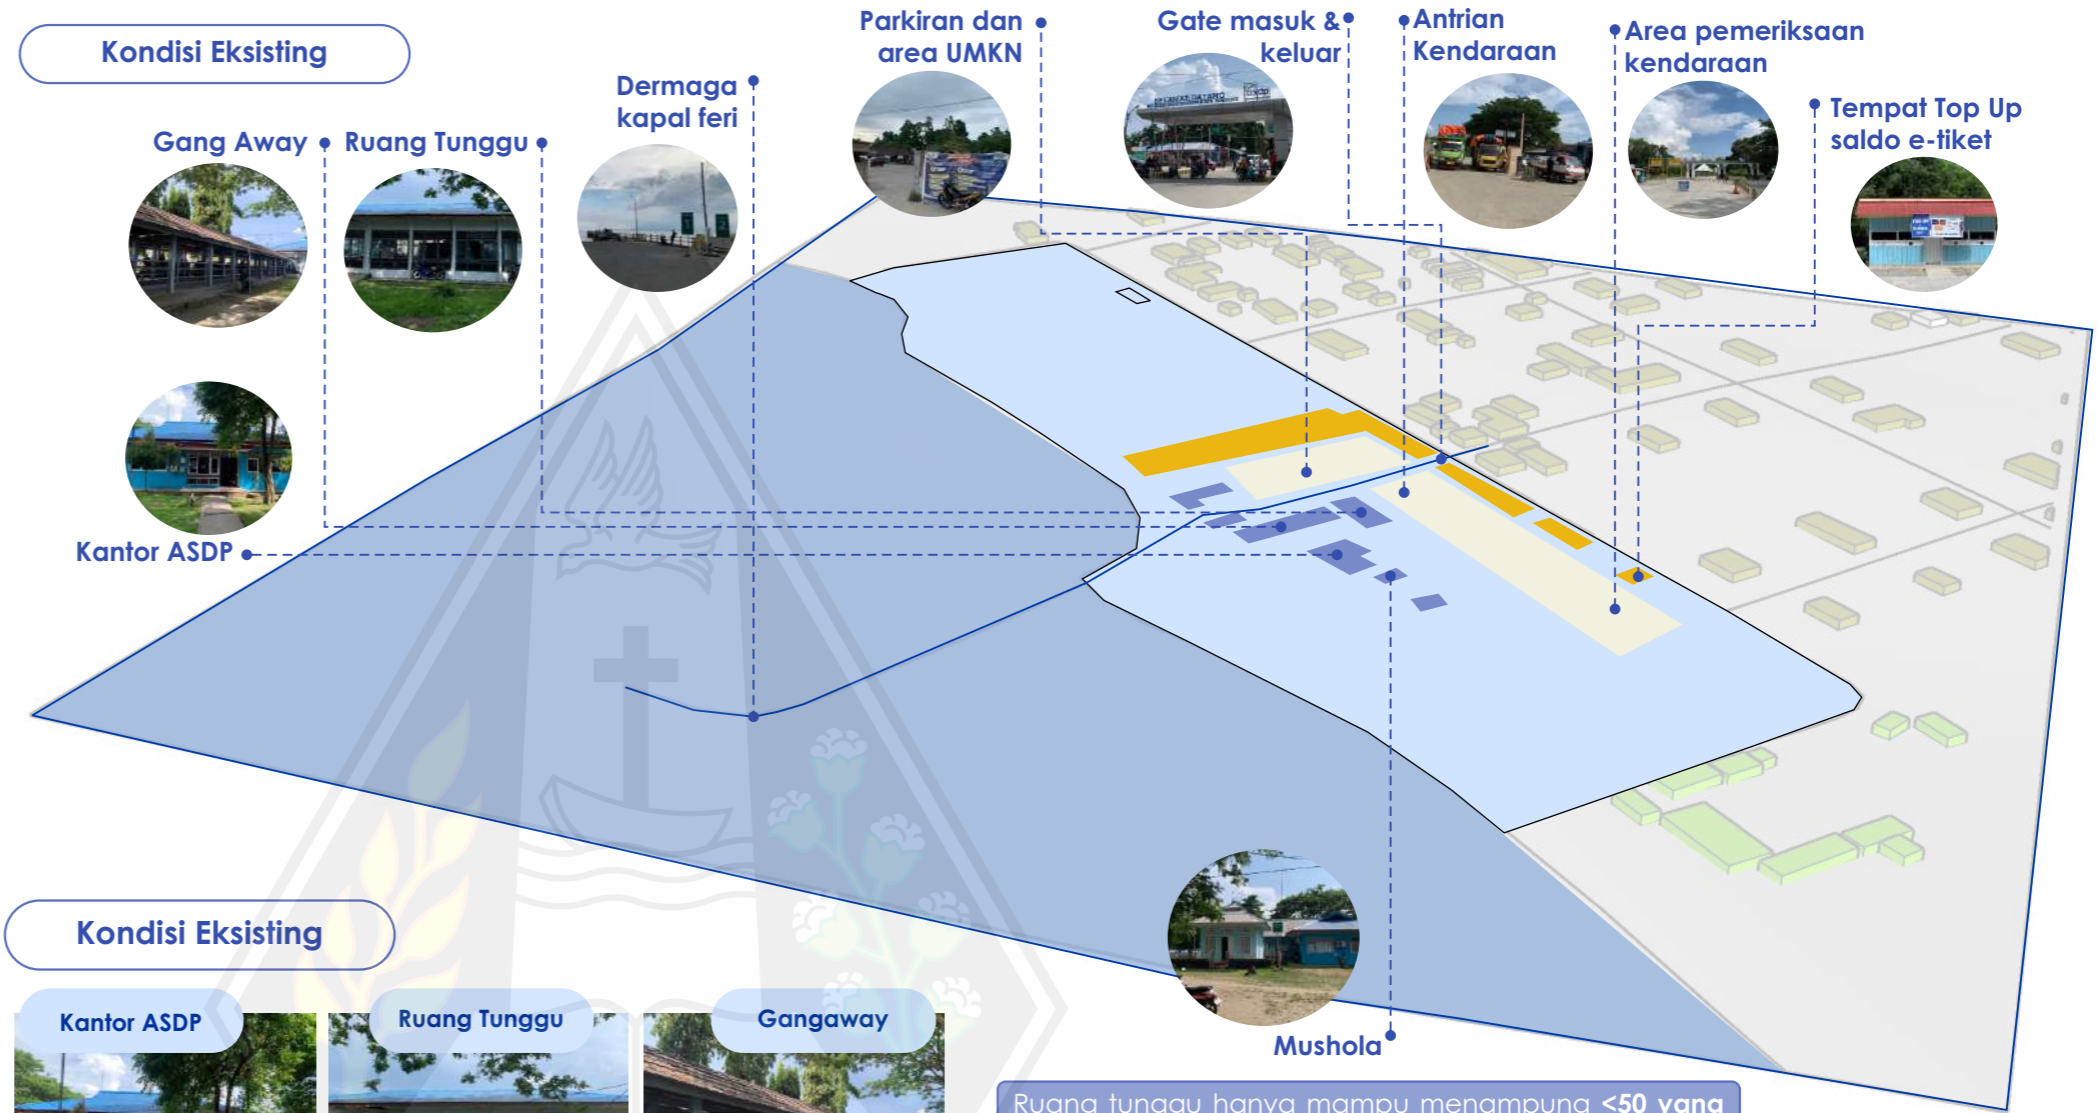 Kondisi Eksisting
Gang Away
Ruang Tunggu
Dermaga
kapal feri
Parkiran dan
area UMKN
Gate masuk &
keluar
Antrian
Kendaraan
Area pemeriksaan
kendaraan
Tempat Top Up
saldo e-tiket
Kantor ASDP
Mushola
Kondisi Eksisting
Kantor ASDP
Ruang Tunggu
Gangaway
Ruang tunggu hanya mampu menampung <50 yang